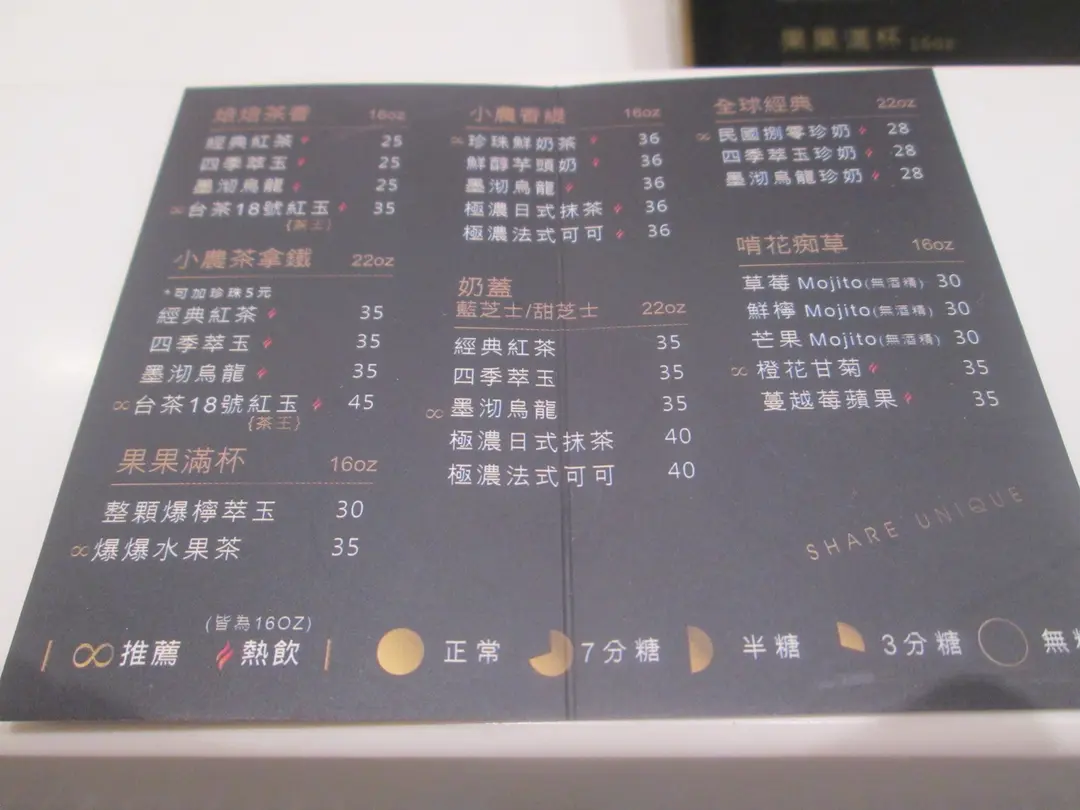 果果滿杯 16oz
茶香 16oz
經典紅茶 25
四季萃玉 25
墨沏烏龍 25
∞台茶18號紅玉 35
{茶王}
小農茶拿鐵 22oz
*可加珍珠5元
經典紅茶 35
四季萃玉 35
墨沏烏龍 35
∞台茶18號紅玉 45
{茶王}
果果滿杯 16oz
整顆爆檸萃玉 30
∞爆爆水果茶 35
小農香緹 16oz
∞珍珠鮮奶茶 36
鮮醇芋頭奶 36
墨沏烏龍 36
極濃日式抹茶 36
極濃法式可可 36
奶蓋
藍芝士/甜芝士 22oz
經典紅茶 35
四季萃玉 35
∞墨沏烏龍 35
極濃日式抹茶 40
極濃法式可可 40
全球經典 22oz
∞民國捌零珍奶 28
四季萃玉珍奶 28
墨沏烏龍珍奶 28
啃花痴草 16oz
草莓 Mojito(無酒精) 30
鮮檸 Mojito(無酒精) 30
芒果 Mojito(無酒精) 30
∞橙花甘菊 35
蔓越莓蘋果 35
SHARE UNIQUE
(皆為16OZ)
∞推薦 熱飲 正常 7分糖 半糖 3分糖 無